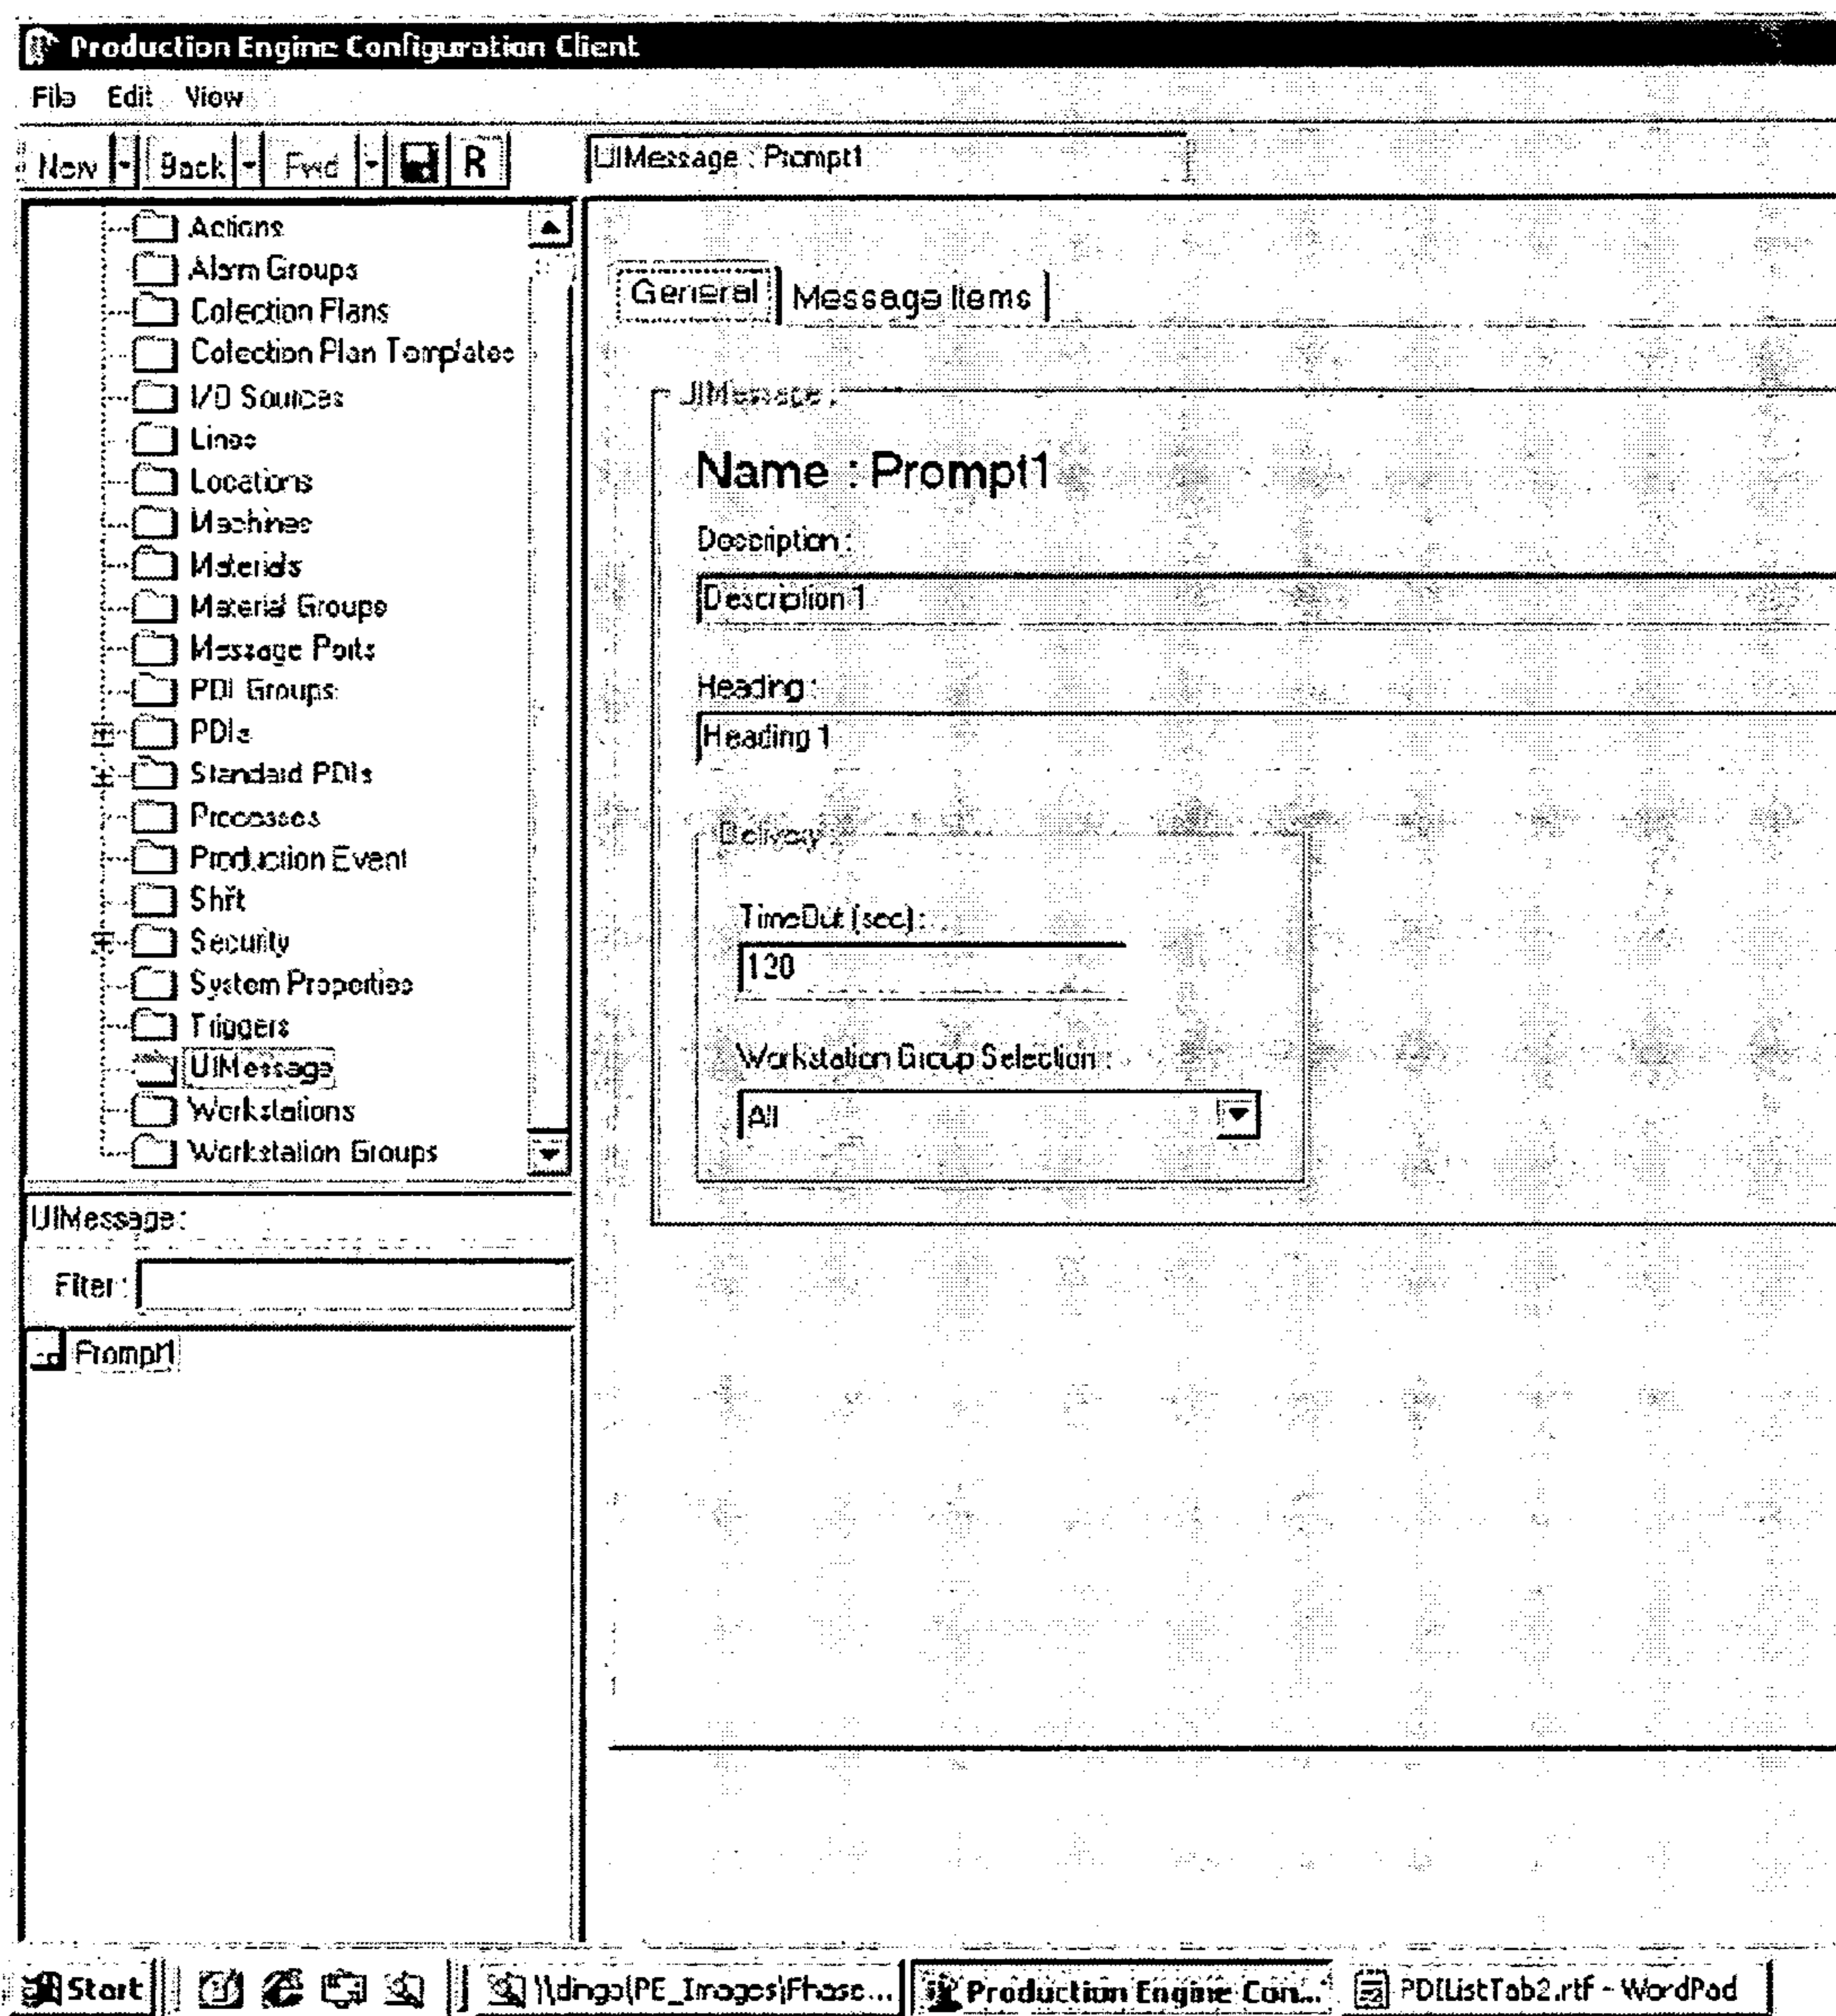 Production Engine Configuration Client
File Edit View
New Back Fwd R UIMessage : Prompt1
Actions
Alarm Groups
Collection Plans
Collection Plan Templates
I/O Sources
Lines
Locations
Machines
Materials
Material Groups
Message Ports
PDI Groups
PDIs
Standard PDIs
Processes
Production Event
Shift
Security
System Properties
Triggers
UIMessage
Workstations
Workstation Groups
UIMessage :
Filter :
Prompt1
General Message Items
UIMessage :
Name : Prompt1
Description :
Description 1
Heading :
Heading 1
Delivery :
TimeOut (sec) :
120
Workstation Group Selection :
All
Start \\dingo\PE_Images\Phase... Production Engine Con... PDIListTab2.rtf - WordPad